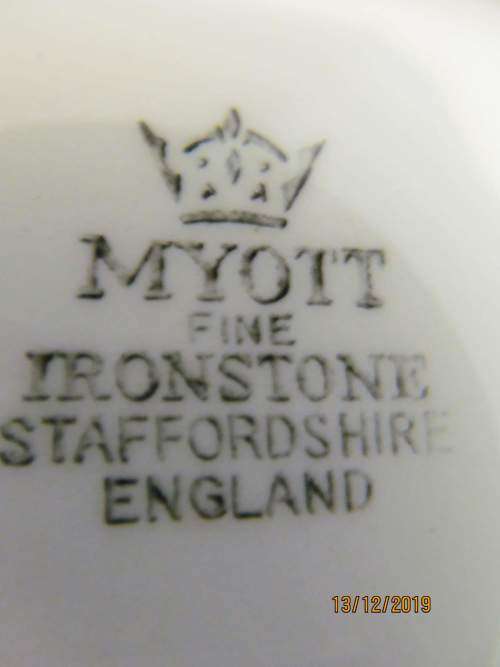 MYOTT
FINE
IRONSTONE
STAFFORDSHIRE
ENGLAND
13/12/2019